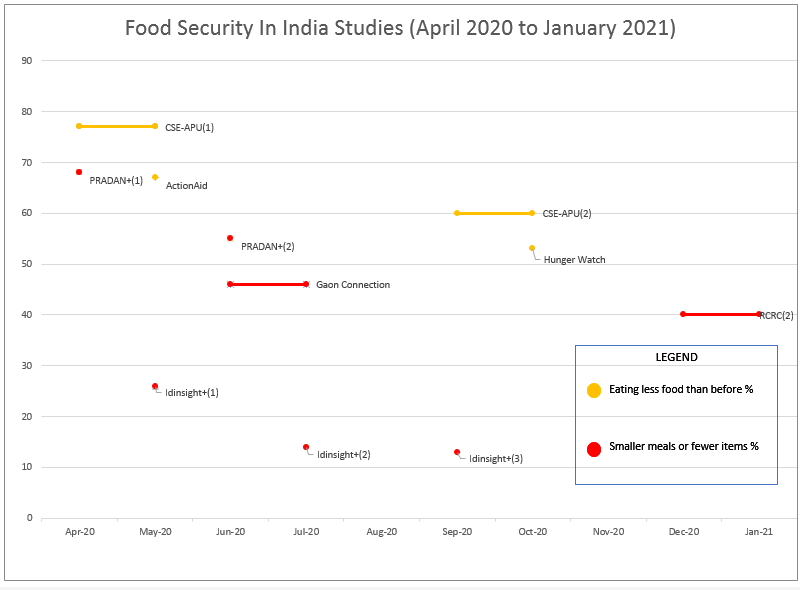 Food Security In India Studies (April 2020 to January 2021)
90
80
CSE-APU(1)
70
PRADAN+(1)
ActionAid
60
CSE-APU(2)
PRADAN+(2)
Hunger Watch
50
Gaon Connection
40
RCRC(2)
LEGEND
30
Eating less food than before %
Idinsight+(1)
20
Smaller meals or fewer items %
Idinsight+(2)
Idinsight+(3)
10
0
Apr-20 May-20 Jun-20 Jul-20 Aug-20 Sep-20 Oct-20 Nov-20 Dec-20 Jan-21